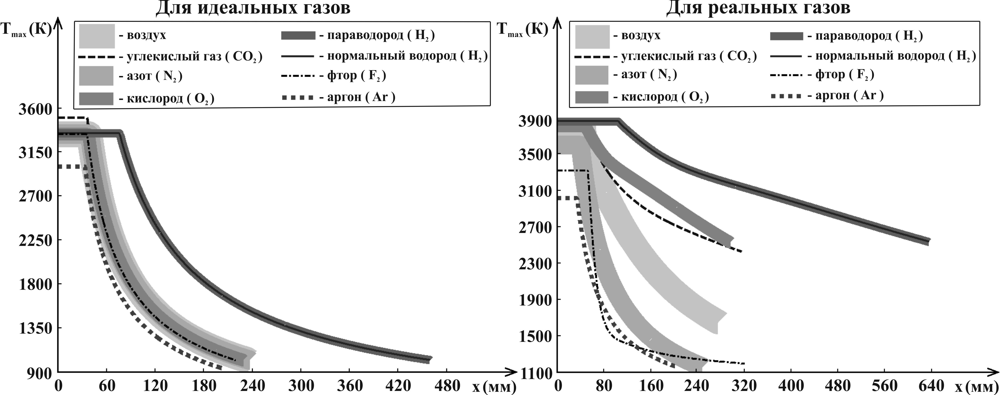 Для идеальных газов
T max (К)
- воздух
- углекислый газ ( CO2 )
- азот ( N2 )
- кислород ( O2 )
- параводород ( H2 )
- нормальный водород ( H2 )
- фтор ( F2 )
- аргон ( Ar )
3600
3150
2700
2250
1800
1350
900
0 60 120 180 240 300 360 420 480 x (мм)
Для реальных газов
T max (К)
- воздух
- углекислый газ ( CO2 )
- азот ( N2 )
- кислород ( O2 )
- параводород ( H2 )
- нормальный водород ( H2 )
- фтор ( F2 )
- аргон ( Ar )
3900
3500
3100
2700
2300
1900
1500
1100
0 80 160 240 320 400 480 560 640 x (мм)